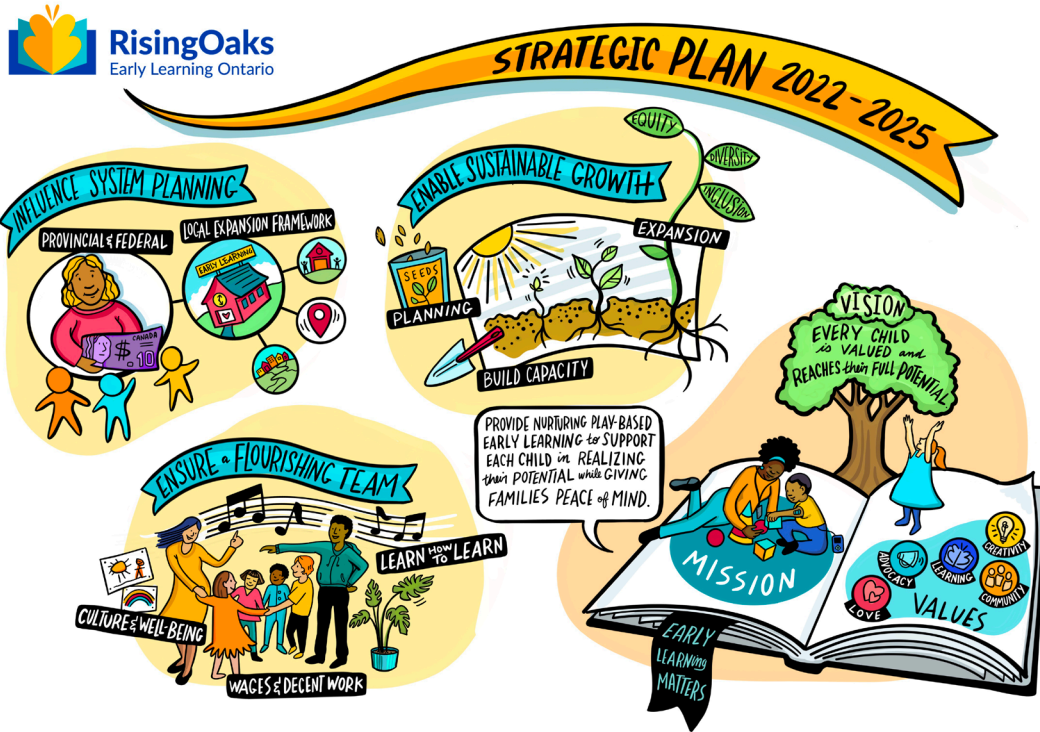 RisingOaks
Early Learning Ontario
STRATEGIC PLAN 2022-2025
INFLUENCE SYSTEM PLANNING
PROVINCIAL & FEDERAL
LOCAL EXPANSION FRAMEWORK
EARLY LEARNING
CANADA
$
10
ENABLE SUSTAINABLE GROWTH
EQUITY
DIVERSITY
INCLUSION
EXPANSION
SEEDS
PLANNING
BUILD CAPACITY
ENSURE a FLOURISHING TEAM
LEARN HOW TO LEARN
CULTURE & WELL-BEING
WAGES & DECENT WORK
PROVIDE NURTURING PLAY-BASED
EARLY LEARNING to SUPPORT
EACH CHILD in REALIZING
their POTENTIAL while GIVING
FAMILIES PEACE of MIND.
VISION
EVERY CHILD
is VALUED and
REACHES their FULL POTENTIAL
MISSION
CREATIVITY
ADVOCACY
LEARNING
COMMUNITY
LOVE
VALUES
EARLY
LEARNing
MATTERS